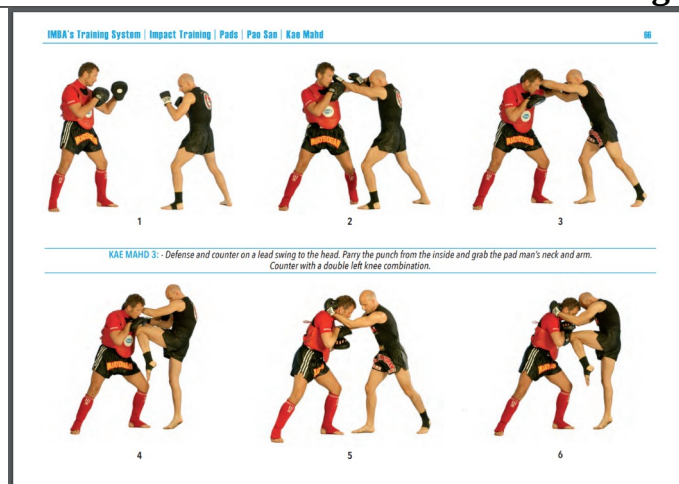 g
IMBA's Training System | Impact Training | Pads | Pao San | Kae Mahd 66
1 2 3
KAE MAHD 3: - Defense and counter on a lead swing to the head. Parry the punch from the inside and grab the pad man's neck and arm.
Counter with a double left knee combination.
4 5 6